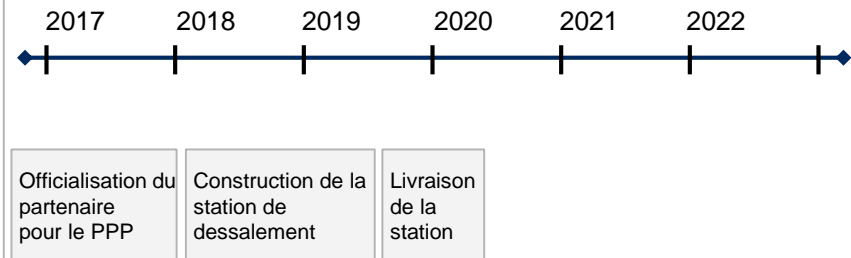 2017 2018 2019 2020 2021 2022
Officialisation du
partenaire
pour le PPP
Construction de la
station de
dessalement
Livraison
de la
station